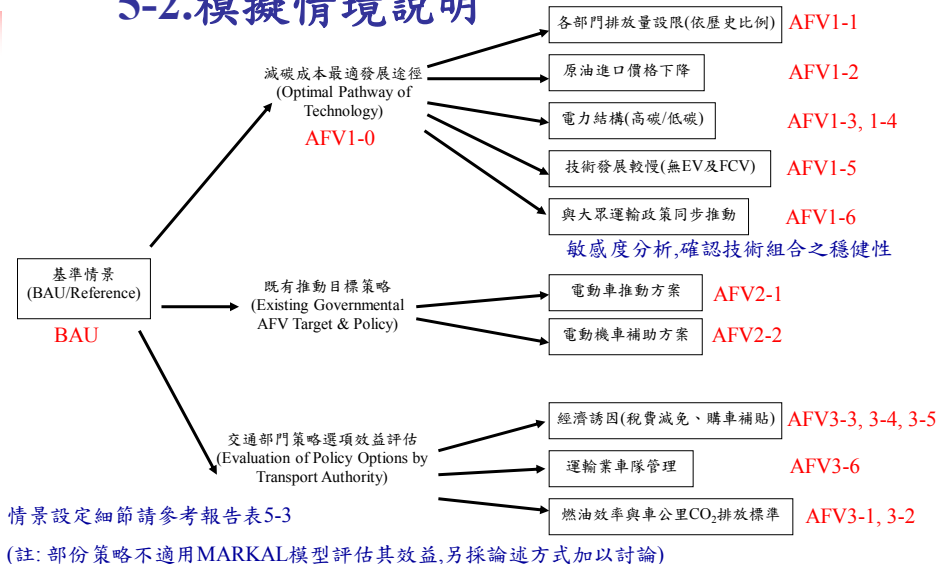 5-2.模擬情境說明
各部門排放量設限(依歷史比例) AFV1-1
原油進口價格下降 AFV1-2
電力結構(高碳/低碳) AFV1-3, 1-4
技術發展較慢(無EV及FCV) AFV1-5
與大眾運輸政策同步推動 AFV1-6
敏感度分析,確認技術組合之穩健性
減碳成本最適發展途徑
(Optimal Pathway of
Technology)
AFV1-0
基準情景
(BAU/Reference)
BAU
既有推動目標策略
(Existing Governmental
AFV Target & Policy)
電動車推動方案 AFV2-1
電動機車補助方案 AFV2-2
交通部門策略選項效益評估
(Evaluation of Policy Options by
Transport Authority)
經濟誘因(稅費減免、購車補貼) AFV3-3, 3-4, 3-5
運輸業車隊管理 AFV3-6
燃油效率與車公里CO₂排放標準 AFV3-1, 3-2
情景設定細節請參考報告表5-3
(註: 部份策略不適用MARKAL模型評估其效益,另採論述方式加以討論)